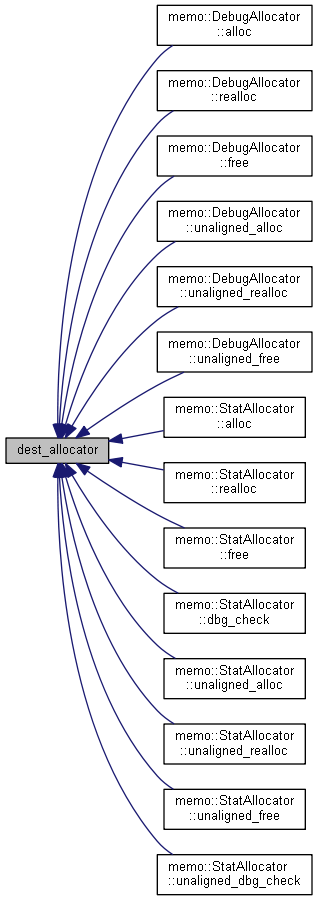 memo::DebugAllocator
::alloc
memo::DebugAllocator
::realloc
memo::DebugAllocator
::free
memo::DebugAllocator
::unaligned_alloc
memo::DebugAllocator
::unaligned_realloc
memo::DebugAllocator
::unaligned_free
memo::StatAllocator
::alloc
dest_allocator
memo::StatAllocator
::realloc
memo::StatAllocator
::free
memo::StatAllocator
::dbg_check
memo::StatAllocator
::unaligned_alloc
memo::StatAllocator
::unaligned_realloc
memo::StatAllocator
::unaligned_free
memo::StatAllocator
::unaligned_dbg_check